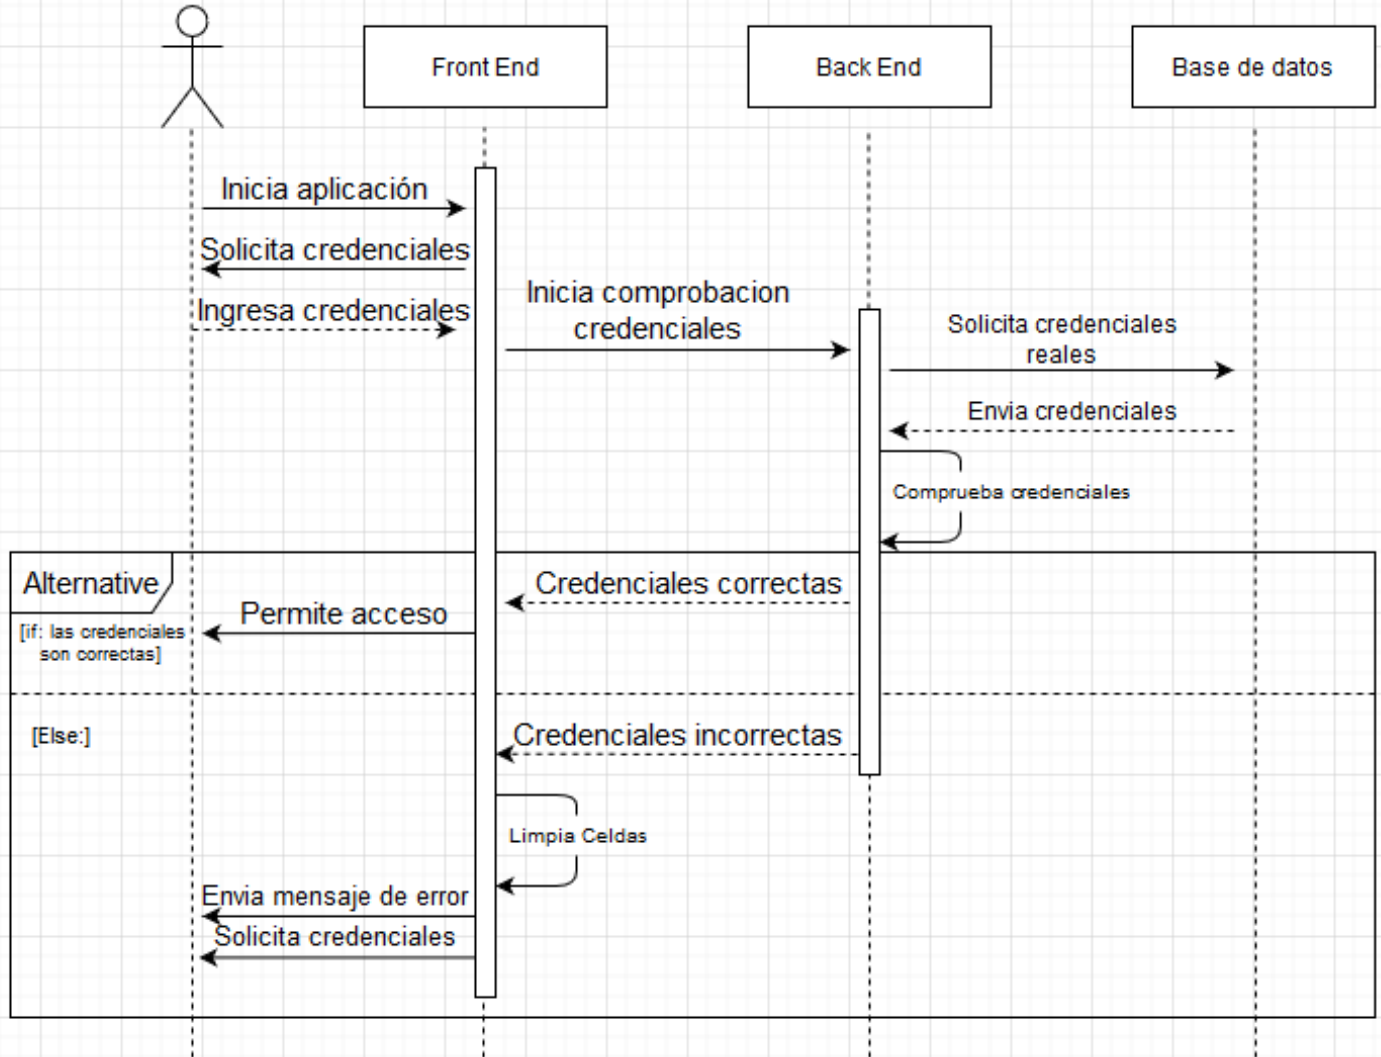 Front End
Back End
Base de datos
Inicia aplicación
Solicita credenciales
Ingresa credenciales
Inicia comprobacion
credenciales
Solicita credenciales
reales
Envia credenciales
Comprueba credenciales
Alternative
[if: las credenciales
son correctas]
Credenciales correctas
Permite acceso
[Else:]
Credenciales incorrectas
Limpia Celdas
Envia mensaje de error
Solicita credenciales